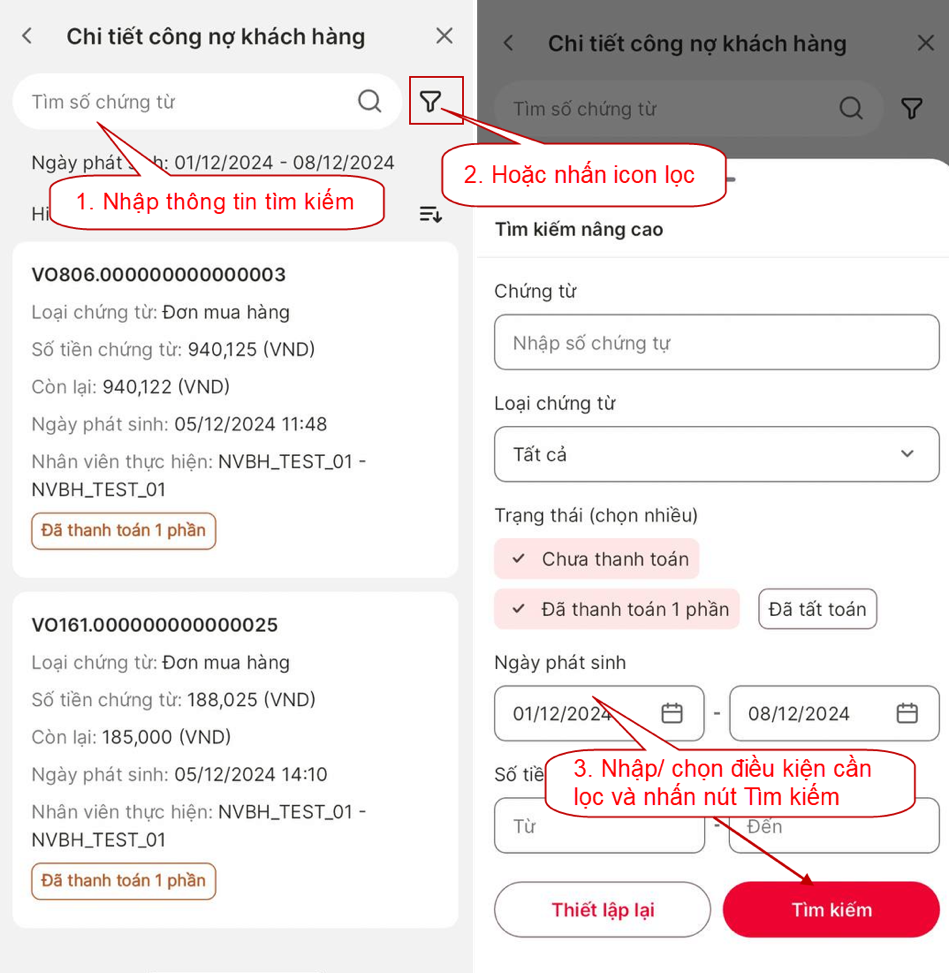 Chi tiết công nợ khách hàng
Tìm số chứng từ
Ngày phát sinh: 01/12/2024 - 08/12/2024
1. Nhập thông tin tìm kiếm
Hi
VO806.000000000000003
Loại chứng từ: Đơn mua hàng
Số tiền chứng từ: 940,125 (VND)
Còn lại: 940,122 (VND)
Ngày phát sinh: 05/12/2024 11:48
Nhân viên thực hiện: NVBH_TEST_01 -
NVBH_TEST_01
Đã thanh toán 1 phần
VO161.000000000000025
Loại chứng từ: Đơn mua hàng
Số tiền chứng từ: 188,025 (VND)
Còn lại: 185,000 (VND)
Ngày phát sinh: 05/12/2024 14:10
Nhân viên thực hiện: NVBH_TEST_01 -
NVBH_TEST_01
Đã thanh toán 1 phần
Chi tiết công nợ khách hàng
Tìm số chứng từ
2. Hoặc nhấn icon lọc
Tìm kiếm nâng cao
Chứng từ
Nhập số chứng tự
Loại chứng từ
Tất cả
Trạng thái (chọn nhiều)
Chưa thanh toán
Đã thanh toán 1 phần
Đã tất toán
Ngày phát sinh
01/12/2024 - 08/12/2024
Số tiề
3. Nhập/ chọn điều kiện cần
lọc và nhấn nút Tìm kiếm
Từ - Đến
Thiết lập lại
Tìm kiếm